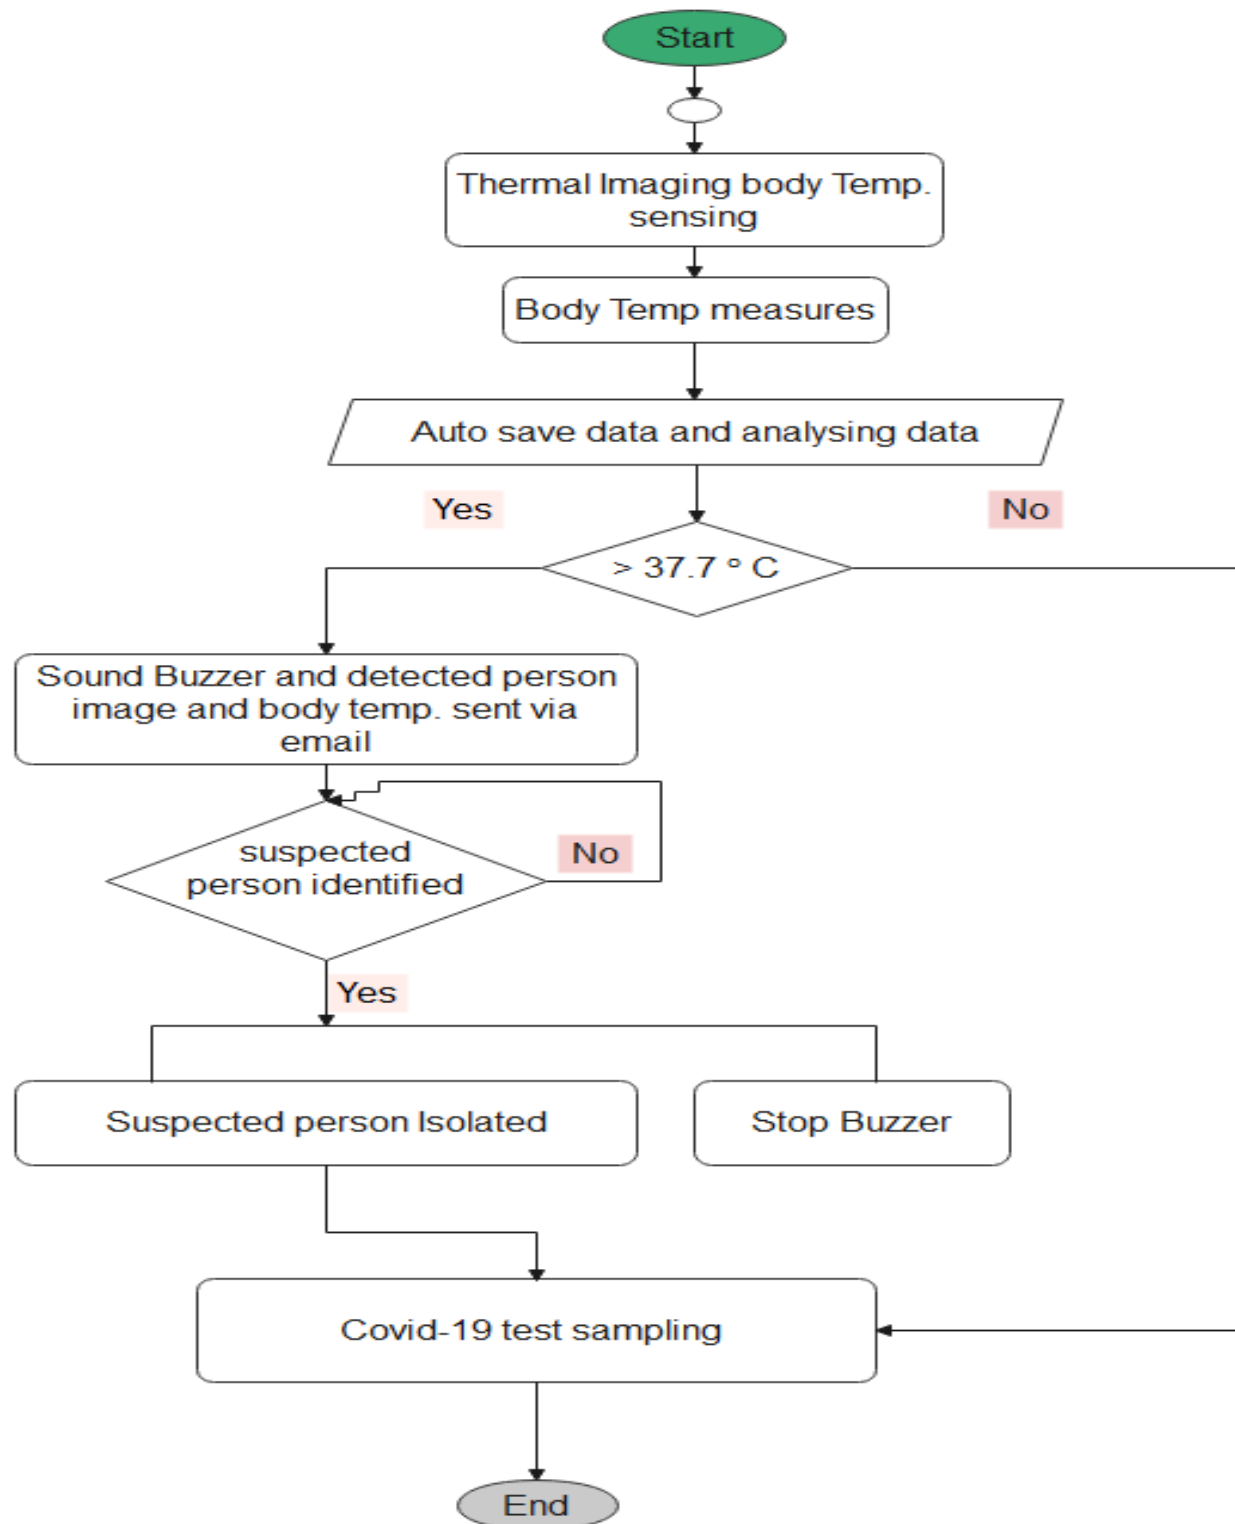 Start
Thermal Imaging body Temp.
sensing
Body Temp measures
Auto save data and analysing data
Yes
No
> 37.7 ° C
Sound Buzzer and detected person
image and body temp. sent via
email
suspected
person identified
No
Yes
Suspected person Isolated
Stop Buzzer
Covid-19 test sampling
End